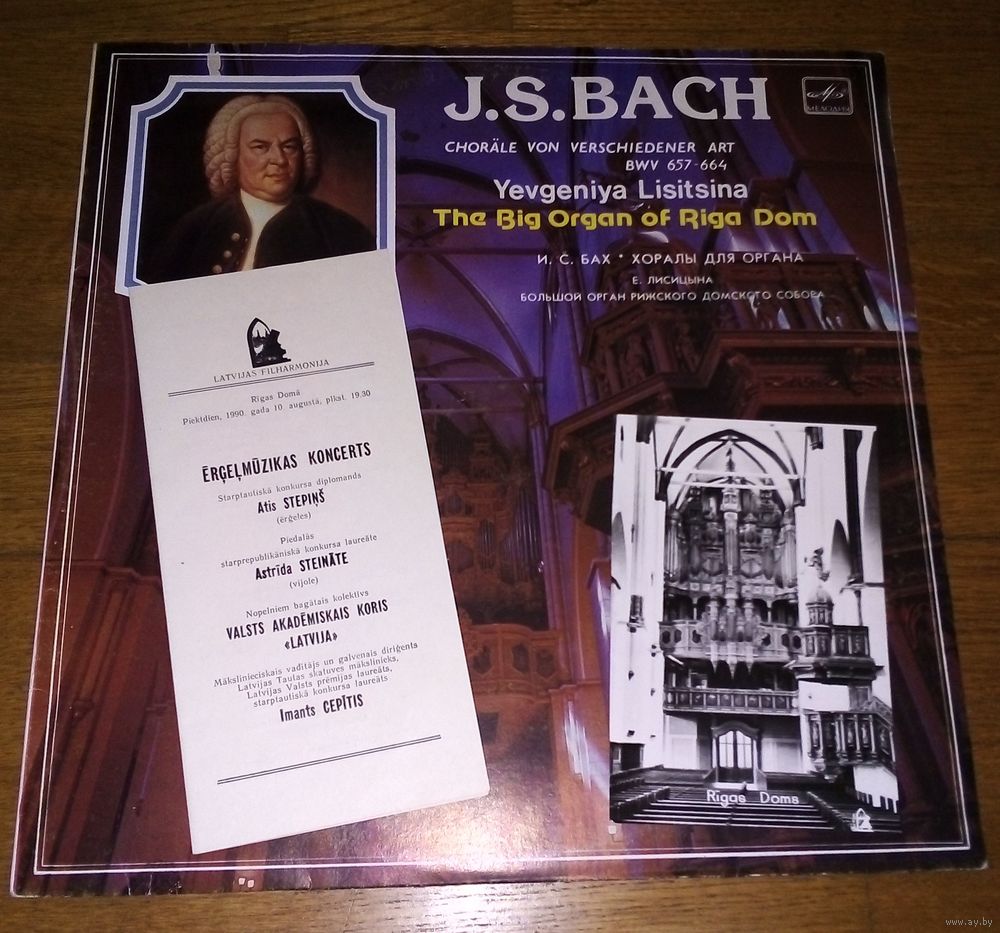 J.S.BACH
МЕЛОДИЯ
CHORÄLE VON VERSCHIEDENER ART
BWV 657-664
Yevgeniya Lisitsina
The Big Organ of Riga Dom
И. С. БАХ • ХОРАЛЫ ДЛЯ ОРГАНА
Е. ЛИСИЦЫНА
БОЛЬШОЙ ОРГАН РИЖСКОГО ДОМСКОГО СОБОРА
LATVIJAS FILHARMONIJA
Rīgas Domā
Piektdien, 1990. gada 10. augustā, plkst. 19.30
ĒRĢEĻMŪZIKAS KONCERTS
Starptautiskā konkursa diplomands
Atis STEPIŅŠ
(ērģeles)
Piedalās
starprepublikāniskā konkursa laureāte
Astrīda STEINĀTE
(vijole)
Nopelniem bagātais kolektīvs
VALSTS AKADĒMISKAIS KORIS
«LATVIJA»
Mākslinieciskais vadītājs un galvenais diriģents
Latvijas Tautas skatuves mākslinieks,
Latvijas Valsts prēmijas laureāts,
starptautiskā konkursa laureāts
Imants CEPĪTIS
Rīgas Doms
www.ay.by